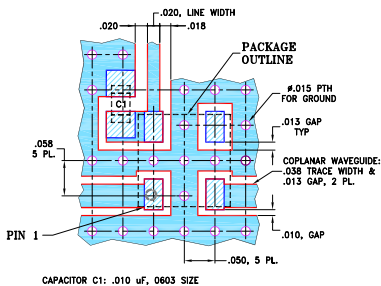 .020, LINE WIDTH
.020
.018
PACKAGE
OUTLINE
ø.015 PTH
FOR GROUND
C1
.013 GAP
TYP
.058
5 PL.
COPLANAR WAVEGUIDE:
.038 TRACE WIDTH &
.013 GAP, 2 PL.
PIN 1
.010, GAP
.050, 5 PL.
CAPACITOR C1: .010 uF, 0603 SIZE